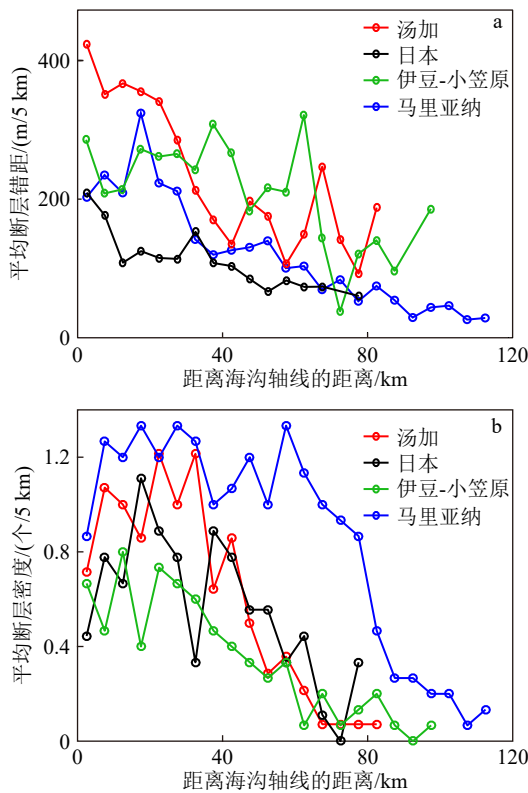 a
汤加
日本
伊豆-小笠原
马里亚纳
平均断层错距/(m/5 km)
400
200
0
0
40
80
120
距离海沟轴线的距离/km
b
汤加
日本
伊豆-小笠原
马里亚纳
平均断层密度/(个/5 km)
1.2
0.8
0.4
0
0
40
80
120
距离海沟轴线的距离/km